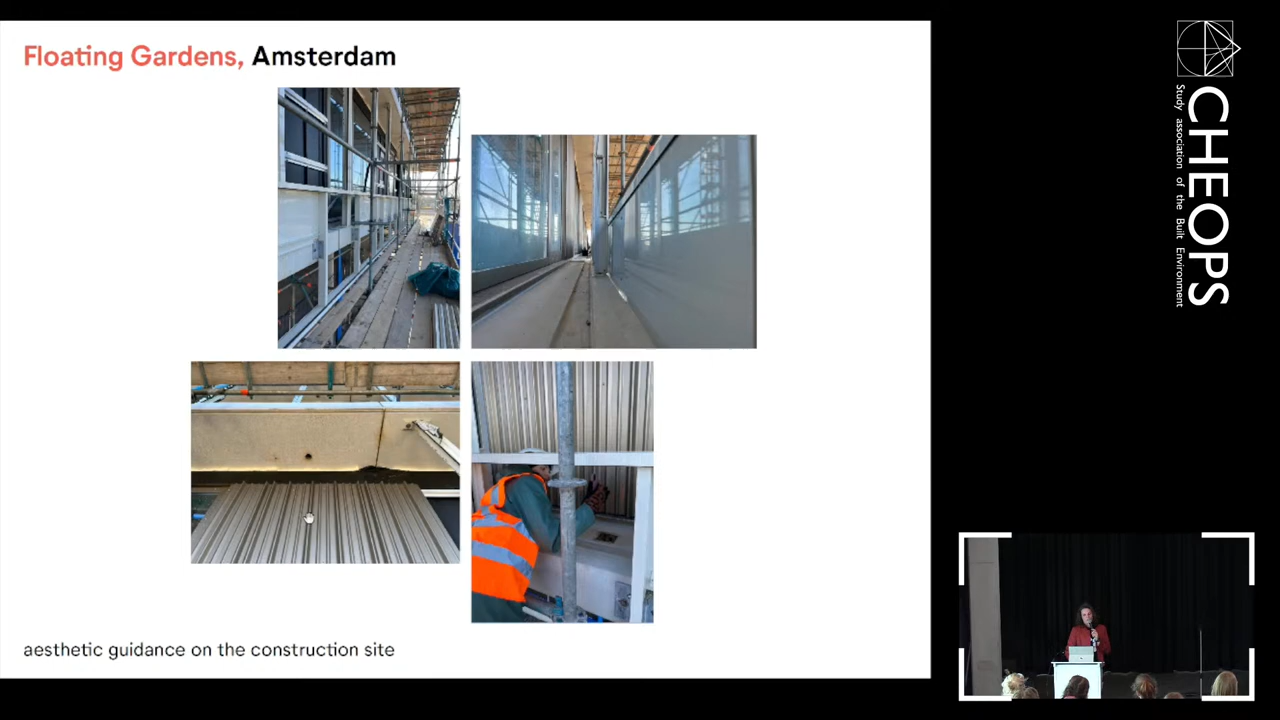 Floating Gardens, Amsterdam
aesthetic guidance on the construction site
CHEOPS
Study association of the Built Environment